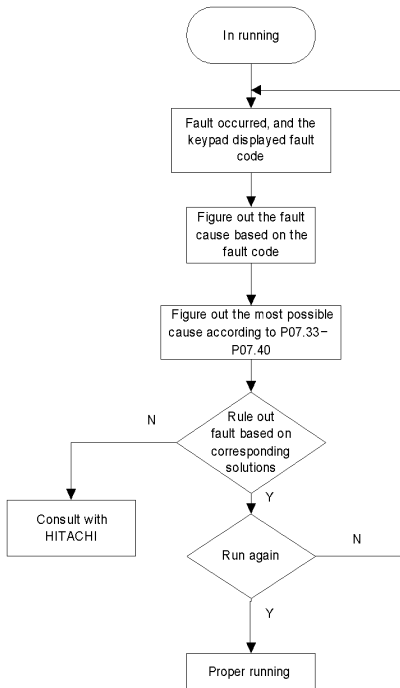 In running
Fault occurred, and the
keypad displayed fault
code
Figure out the fault
cause based on the
fault code
Figure out the most possible
cause according to P07.33–
P07.40
N
Rule out
fault based on
corresponding
solutions
Y
Consult with
HITACHI
Run again
N
Y
Proper running